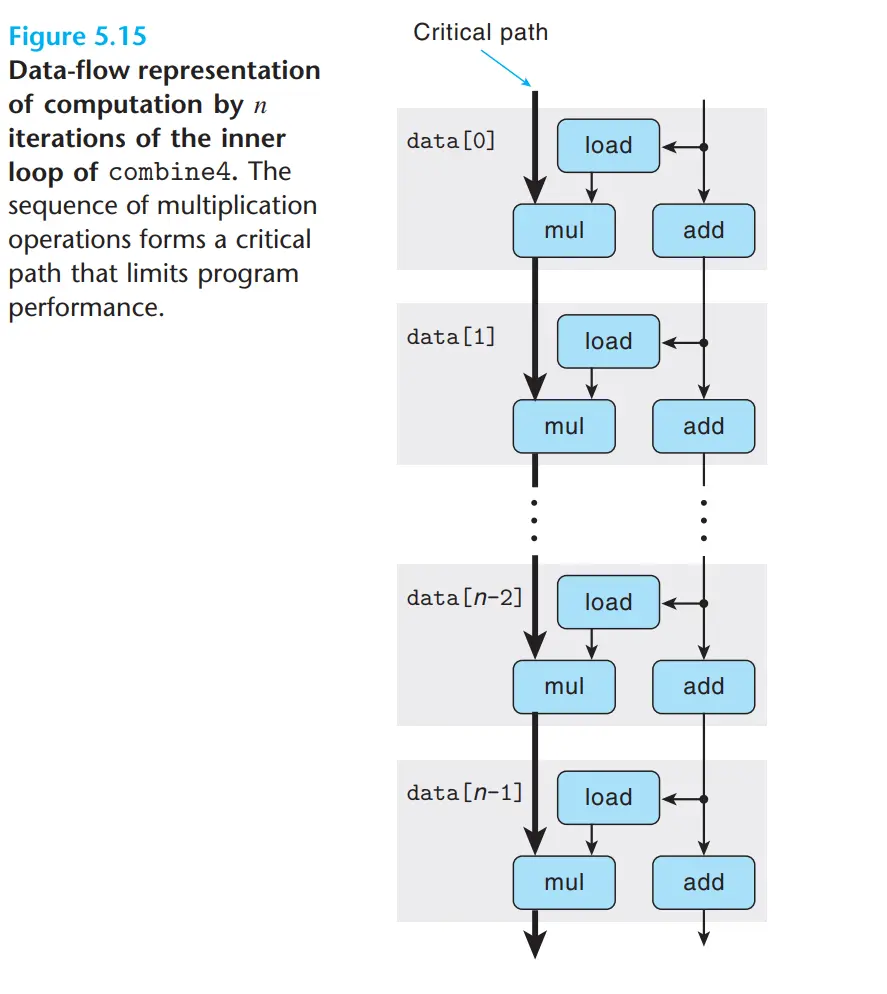 Figure 5.15
Data-flow representation
of computation by n
iterations of the inner
loop of combine4. The
sequence of multiplication
operations forms a critical
path that limits program
performance.
Critical path
data[0]
load
mul
add
data[1]
load
mul
add
data[n-2]
load
mul
add
data[n-1]
load
mul
add